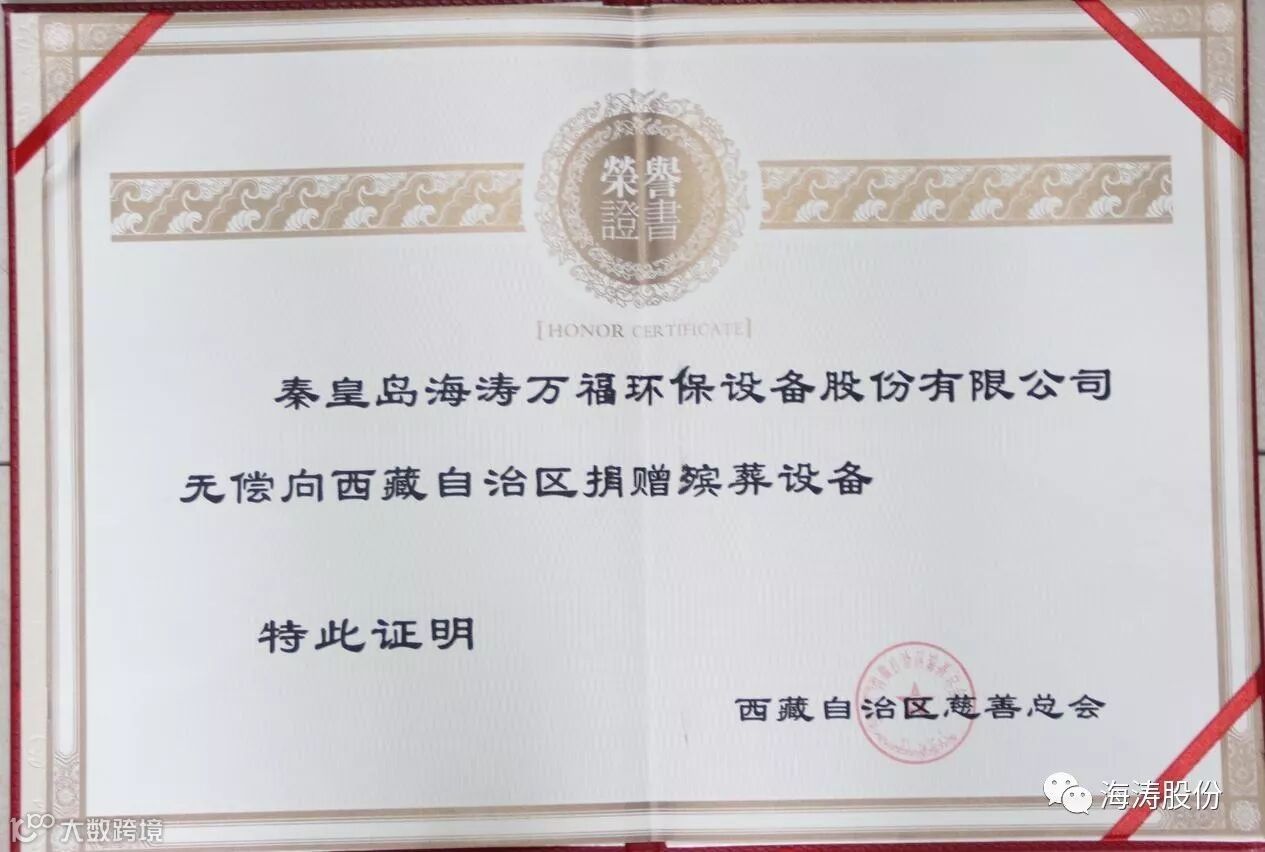 榮譽
證書
[HONOR CERTIFICATE]
秦皇岛海涛万福环保设备股份有限公司
无偿向西藏自治区捐赠殡葬设备
特此证明
西藏自治区慈善总会
海涛股份
大数跨境